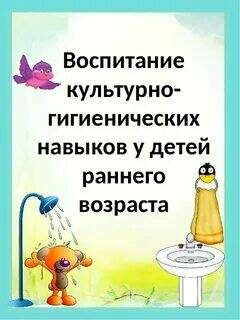 Воспитание
культурно-
гигиенических
навыков у детей
раннего
возраста